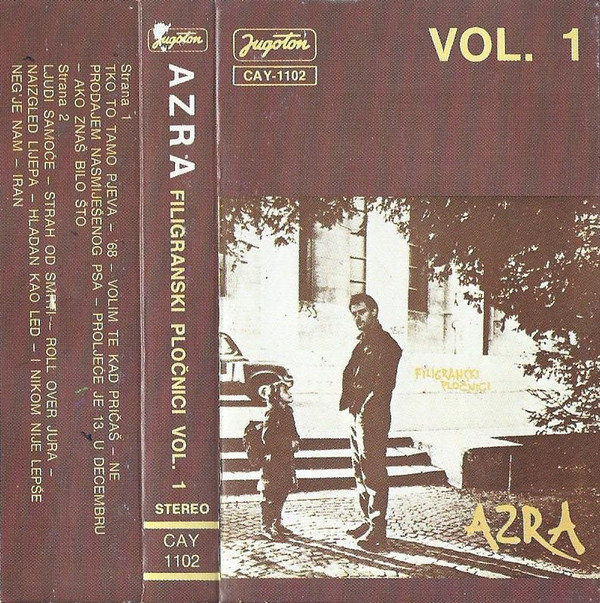 Strana 1
TKO TO TAMO PJEVA – '68 – VOLIM TE KAD PRIČAŠ – NE
PRODAJEM NASMIJEŠENOG PSA – PROLJEĆE JE 13. U DECEMBRU
– AKO ZNAŠ BILO ŠTO
Strana 2
LJUDI SAMOĆE – STRAH OD SMRTI – ROLL OVER JURA –
NAIZGLED LIJEPA – HLADAN KAO LED – I NIKOM NIJE LEPŠE
NEG'JE NAM – IRAN
Jugoton
AZRA FILIGRANSKI PLOČNICI VOL. 1
STEREO
CAY
1102
Jugoton
CAY-1102
VOL. 1
FILIGRANSKI
PLOČNICI
AZRA